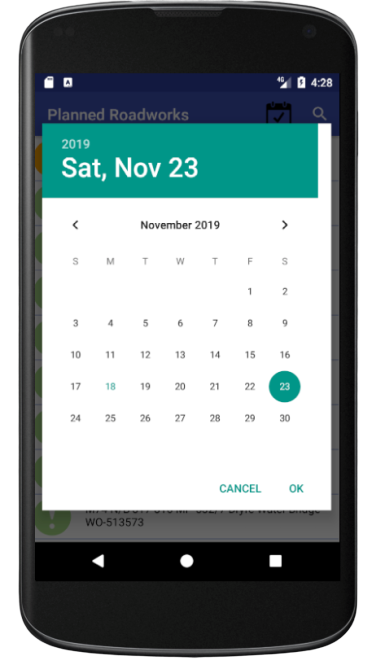 4G 4:28
Planned Roadworks
2019
Sat, Nov 23
November 2019
S M T W T F S
1 2
3 4 5 6 7 8 9
10 11 12 13 14 15 16
17 18 19 20 21 22 23
24 25 26 27 28 29 30
CANCEL OK
Water Bridge
WO-513573